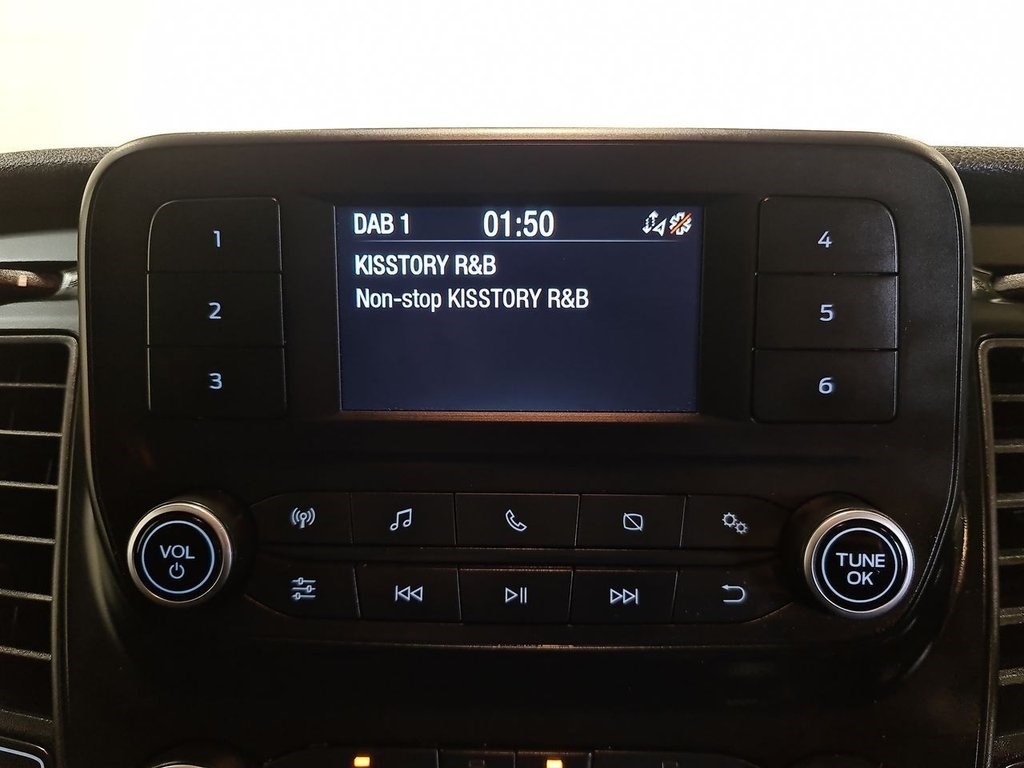 DAB 1 01:50
KISSTORY R&B
Non-stop KISSTORY R&B
1
2
3
4
5
6
VOL
TUNE
OK